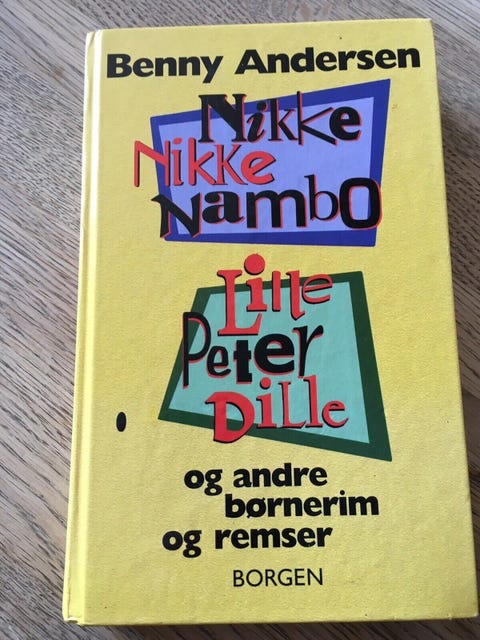 Benny Andersen
Nikke
Nikke
Nambo
Lille
Peter
Dille
og andre
børnerim
og remser
BORGEN